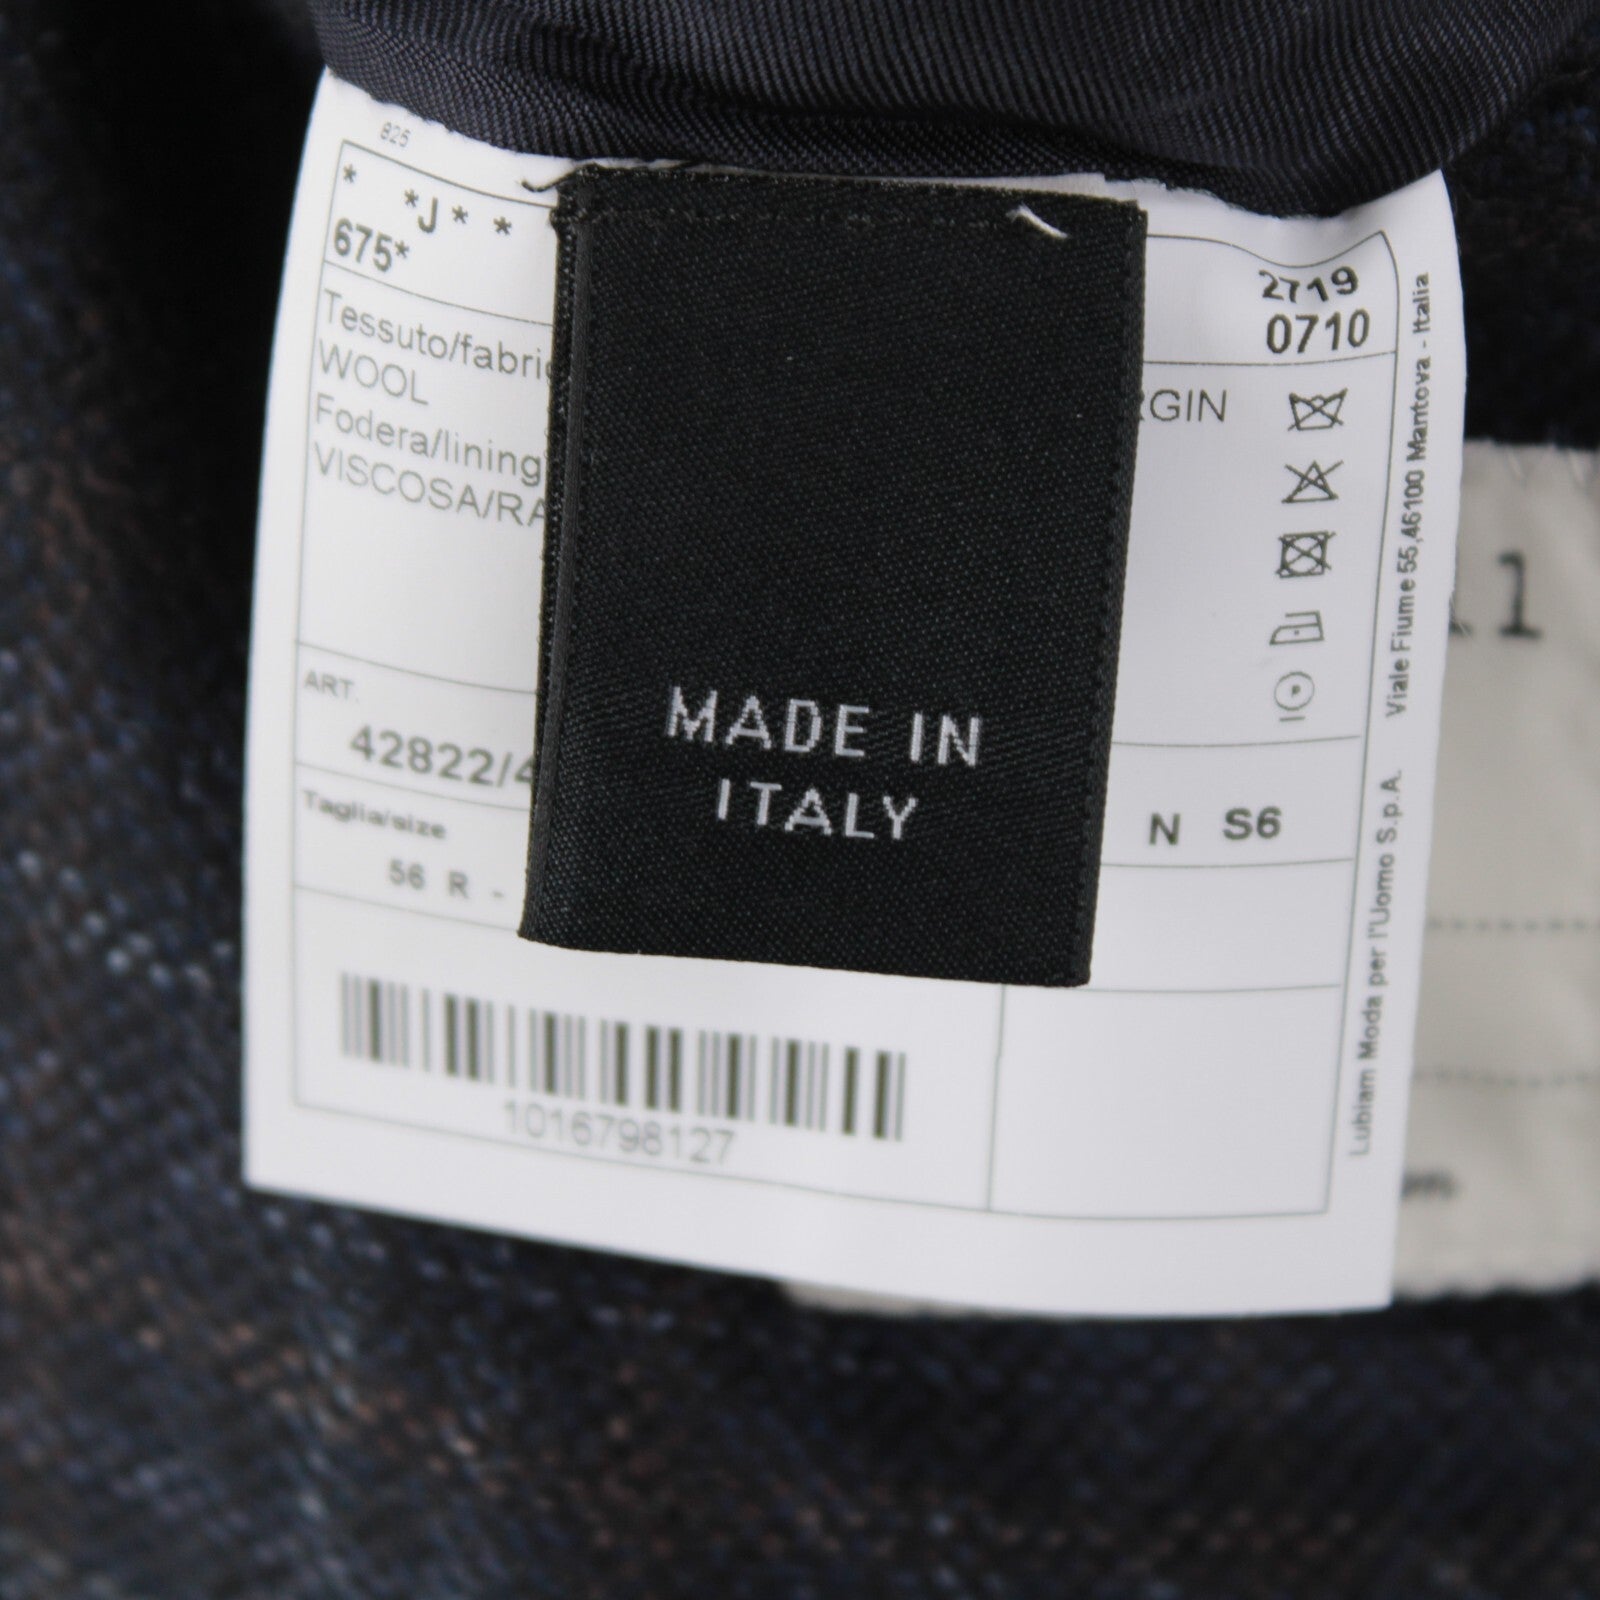 825
* *J* *
675*
2719
0710
Tessuto/fabric
WOOL
Fodera/lining
VISCOSA/RA
RGIN
ART.
42822/4
N S6
Taglia/size
56 R -
1016798127
MADE IN
ITALY
Lubiam Moda per l'Uomo S.p.A. Viale Fiume 55,46100 Mantova - Italia